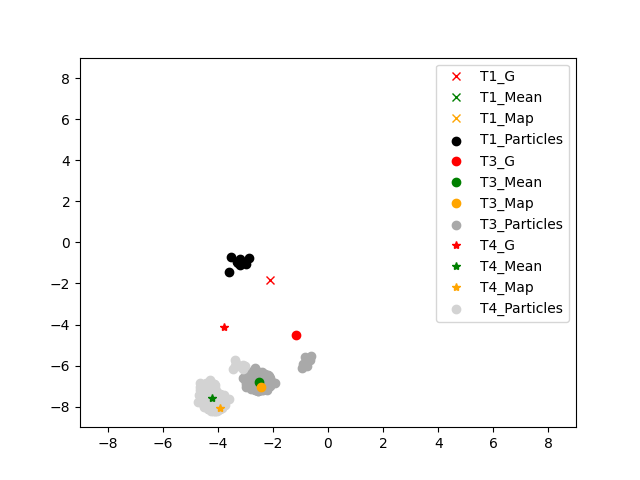 8
6
4
2
0
−2
−4
−6
−8
−8 −6 −4 −2 0 2 4 6 8
T1_G
T1_Mean
T1_Map
T1_Particles
T3_G
T3_Mean
T3_Map
T3_Particles
T4_G
T4_Mean
T4_Map
T4_Particles